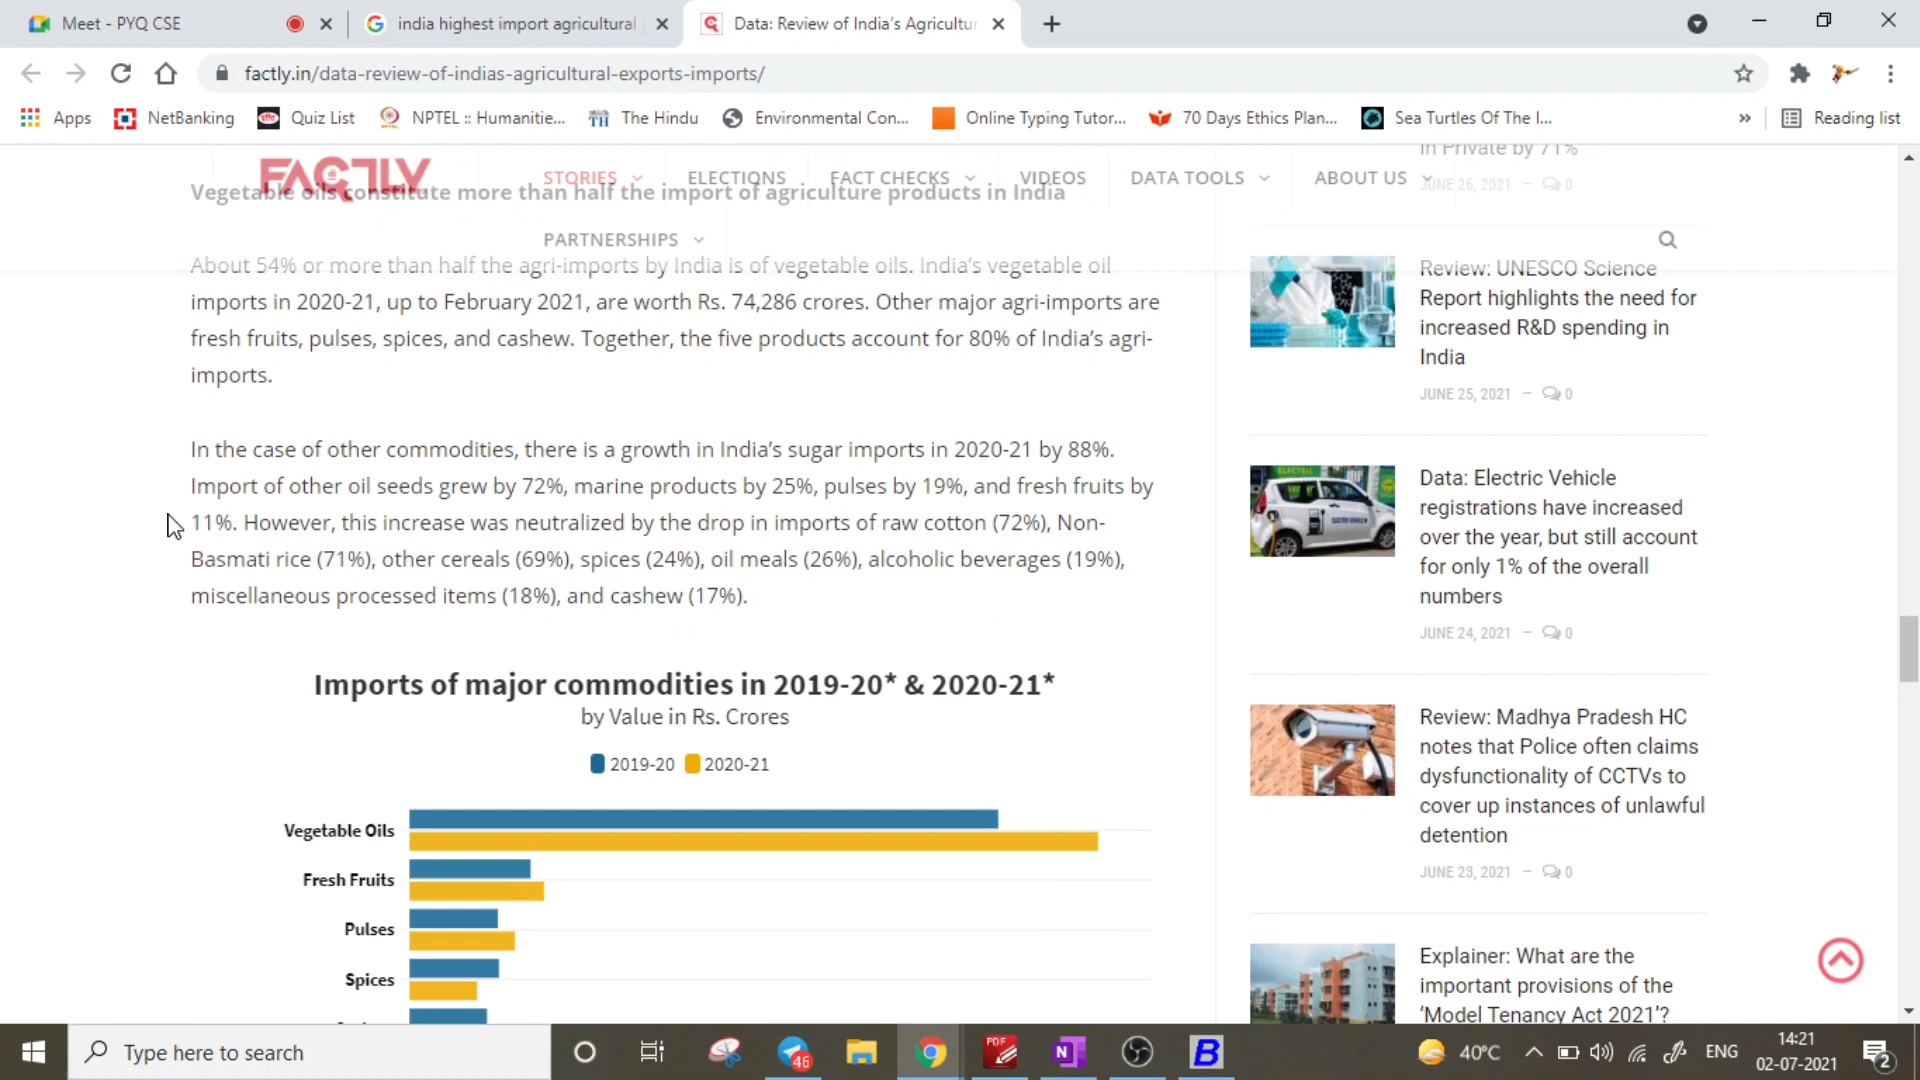 Meet - PYQ CSE
india highest import agricultural
Data: Review of India's Agricultur
factly.in/data-review-of-indias-agricultural-exports-imports/
Apps
NetBanking
Quiz List
NPTEL :: Humanitie...
The Hindu
Environmental Con...
Online Typing Tutor...
70 Days Ethics Plan...
Sea Turtles Of The I...
»
Reading list
FACTLY
STORIES
ELECTIONS
FACT CHECKS
VIDEOS
DATA TOOLS
ABOUT US
PARTNERSHIPS
Vegetable oils constitute more than half the import of agriculture products in India
About 54% or more than half the agri-imports by India is of vegetable oils. India's vegetable oil
imports in 2020-21, up to February 2021, are worth Rs. 74,286 crores. Other major agri-imports are
fresh fruits, pulses, spices, and cashew. Together, the five products account for 80% of India's agri-
imports.
In the case of other commodities, there is a growth in India's sugar imports in 2020-21 by 88%.
Import of other oil seeds grew by 72%, marine products by 25%, pulses by 19%, and fresh fruits by
11%. However, this increase was neutralized by the drop in imports of raw cotton (72%), Non-
Basmati rice (71%), other cereals (69%), spices (24%), oil meals (26%), alcoholic beverages (19%),
miscellaneous processed items (18%), and cashew (17%).
Imports of major commodities in 2019-20* & 2020-21*
by Value in Rs. Crores
2019-20 2020-21
Vegetable Oils
Fresh Fruits
Pulses
Spices
in Private by 71%
JUNE 26, 2021 – 0
Review: UNESCO Science
Report highlights the need for
increased R&D spending in
India
JUNE 25, 2021 – 0
Data: Electric Vehicle
registrations have increased
over the year, but still account
for only 1% of the overall
numbers
JUNE 24, 2021 – 0
Review: Madhya Pradesh HC
notes that Police often claims
dysfunctionality of CCTVs to
cover up instances of unlawful
detention
JUNE 23, 2021 – 0
Explainer: What are the
important provisions of the
'Model Tenancy Act 2021'?
Type here to search
46
PDF
N
B
40°C
ENG
14:21
02-07-2021
2